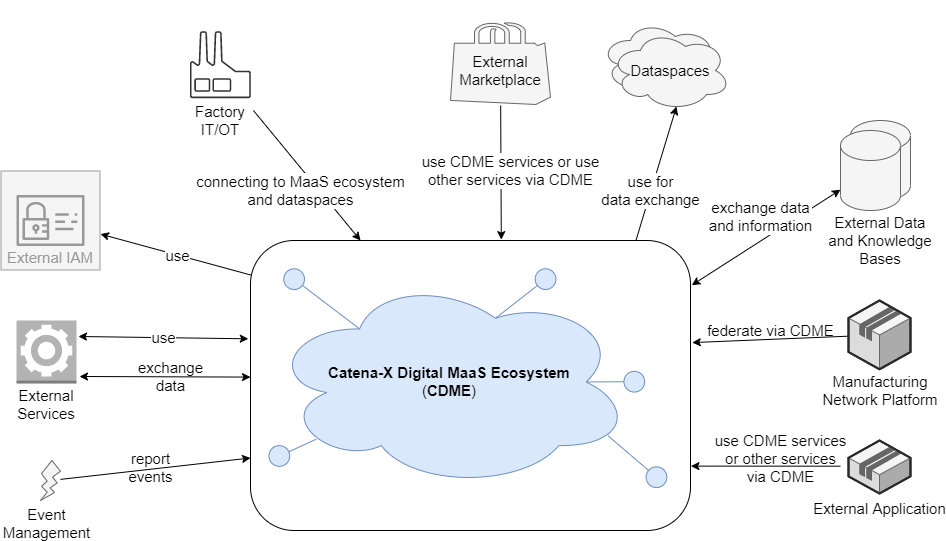 External
Marketplace
Dataspaces
Factory
IT/OT
use CDME services or use
other services via CDME
connecting to MaaS ecosystem
and dataspaces
use for
data exchange
exchange data
and information
External Data
and Knowledge
Bases
External IAM
use
use
exchange
data
External
Services
Catena-X Digital MaaS Ecosystem
(CDME)
federate via CDME
Manufacturing
Network Platform
report
events
Event
Management
use CDME services
or other services
via CDME
External Application